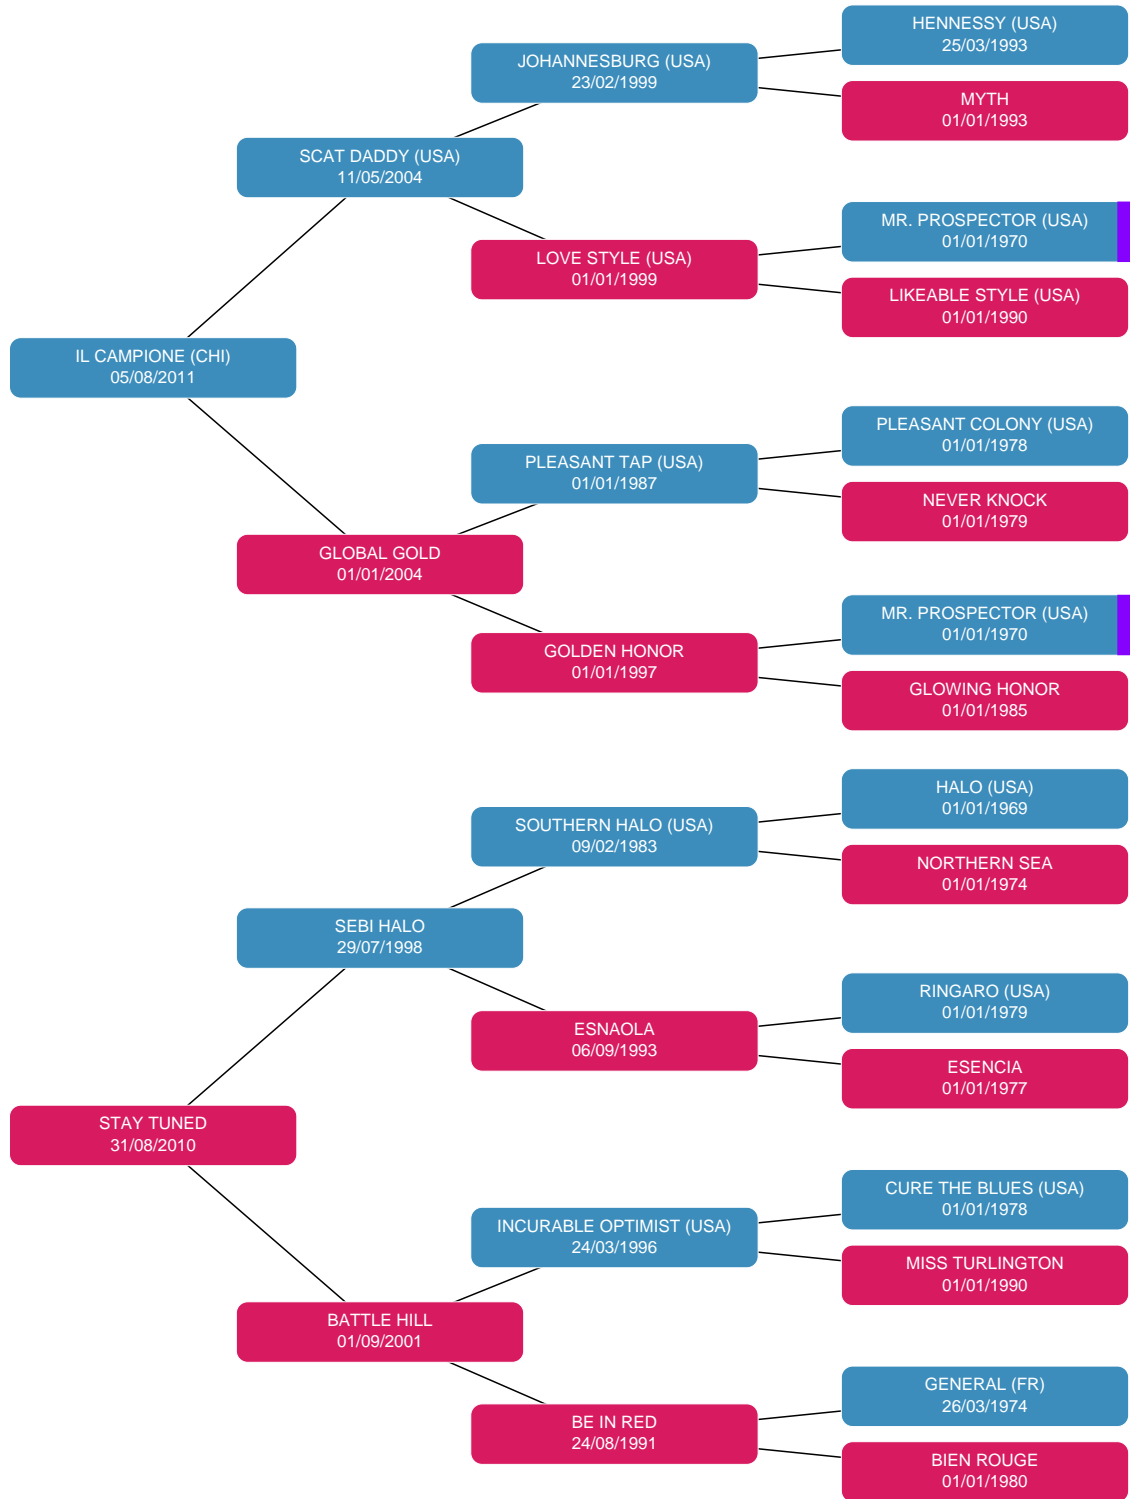 HENNESSY (USA)
25/03/1993
JOHANNESBURG (USA)
23/02/1999
MYTH
01/01/1993
SCAT DADDY (USA)
11/05/2004
MR. PROSPECTOR (USA)
01/01/1970
LOVE STYLE (USA)
01/01/1999
LIKEABLE STYLE (USA)
01/01/1990
IL CAMPIONE (CHI)
05/08/2011
PLEASANT COLONY (USA)
01/01/1978
PLEASANT TAP (USA)
01/01/1987
NEVER KNOCK
01/01/1979
GLOBAL GOLD
01/01/2004
MR. PROSPECTOR (USA)
01/01/1970
GOLDEN HONOR
01/01/1997
GLOWING HONOR
01/01/1985
HALO (USA)
01/01/1969
SOUTHERN HALO (USA)
09/02/1983
NORTHERN SEA
01/01/1974
SEBI HALO
29/07/1998
RINGARO (USA)
01/01/1979
ESNAOLA
06/09/1993
ESENCIA
01/01/1977
STAY TUNED
31/08/2010
CURE THE BLUES (USA)
01/01/1978
INCURABLE OPTIMIST (USA)
24/03/1996
MISS TURLINGTON
01/01/1990
BATTLE HILL
01/09/2001
GENERAL (FR)
26/03/1974
BE IN RED
24/08/1991
BIEN ROUGE
01/01/1980